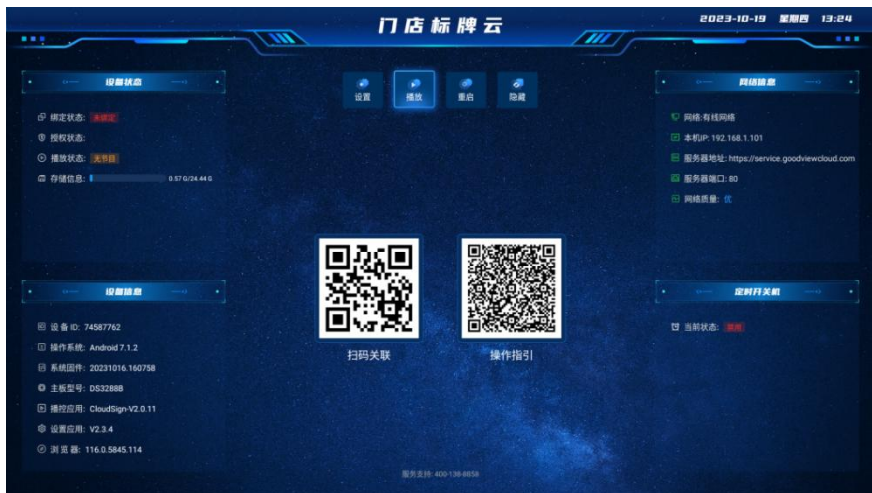 门店标牌云
2023-10-19 星期四 13:24
设备状态
绑定状态: 未绑定
授权状态:
播放状态: 无节目
存储信息: 0.57 G/24.44 G
设置
播放
重启
隐藏
网络信息
网络:有线网络
本机IP: 192.168.1.101
服务器地址: https://service.goodviewcloud.com
服务器端口: 80
网络质量: 优
设备信息
设 备 ID: 74587762
操作系统: Android 7.1.2
系统固件: 20231016.160758
主板型号: DS3288B
播控应用: CloudSign-V2.0.11
设置应用: V2.3.4
浏 览 器: 116.0.5845.114
扫码关联
操作指引
定时开关机
当前状态: 禁用
服务支持: 400-138-8858